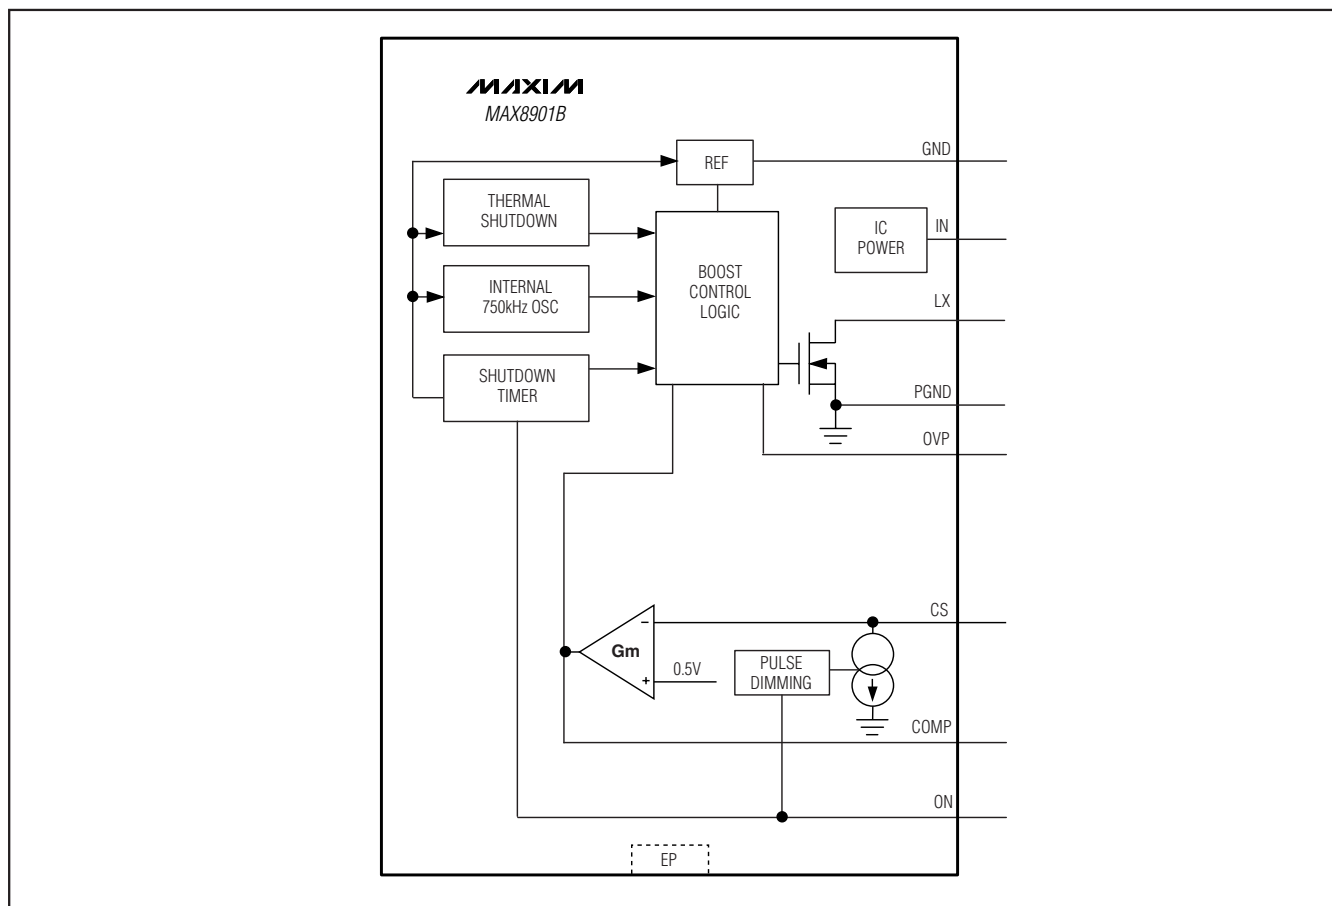 MAXIM
MAX8901B
REF
GND
THERMAL
SHUTDOWN
IC
POWER
IN
INTERNAL
750kHz OSC
BOOST
CONTROL
LOGIC
LX
SHUTDOWN
TIMER
PGND
OVP
CS
−
Gm
+
0.5V
PULSE
DIMMING
COMP
ON
EP